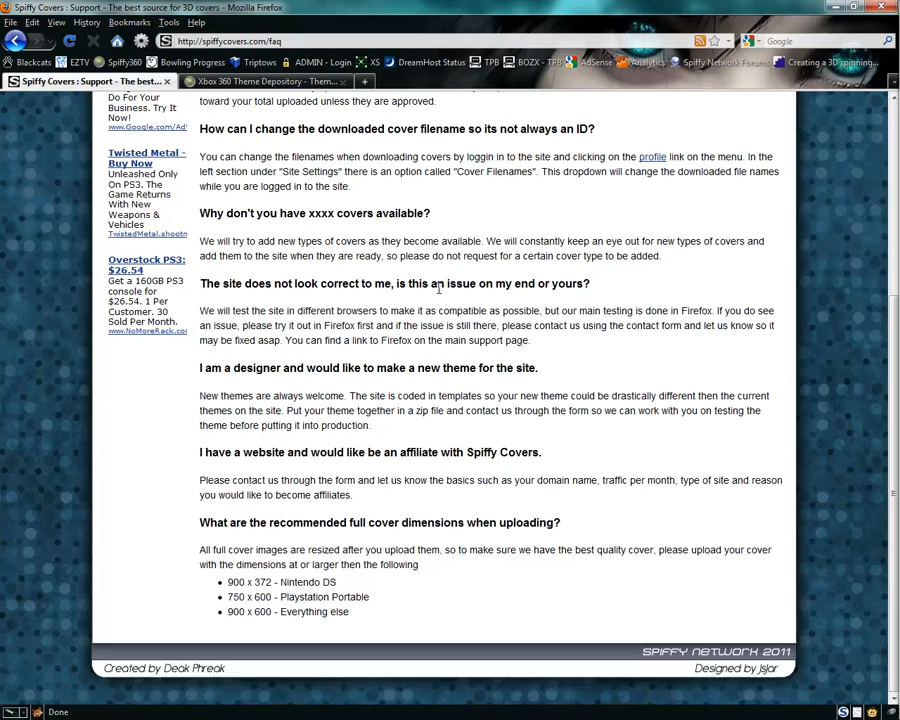 Spiffy Covers : Support - The best source for 3D covers - Mozilla Firefox
File Edit View History Bookmarks Tools Help
http://spiffycovers.com/faq
Google
Blackcats EZTV Spiffy360 Triptows ADMIN - Login XS DreamHost Status TPB BOZX - TPB AdSense Analytics Spiffy Network Forums Creating a 3D spinning...
Spiffy Covers : Support - The best... Xbox 360 Theme Depository - Them...
Do For Your
Business. Try It
Now!
www.Google.com/Ad
Twisted Metal -
Buy Now
Unleashed Only
On PS3. The
Game Returns
With New
Weapons &
Vehicles
TwistedMetal.shootn
Overstock PS3:
$26.54
Get a 160GB PS3
console for
$26.54. 1 Per
Customer. 30
Sold Per Month.
www.NoMoreRack.cor
toward your total uploaded unless they are approved.
How can I change the downloaded cover filename so its not always an ID?
You can change the filenames when downloading covers by loggin in to the site and clicking on the profile link on the menu. In the
left section under "Site Settings" there is an option called "Cover Filenames". This dropdown will change the downloaded file names
while you are logged in to the site.
Why don't you have xxxx covers available?
We will try to add new types of covers as they become available. We will constantly keep an eye out for new types of covers and
add them to the site when they are ready, so please do not request for a certain cover type to be added.
The site does not look correct to me, is this an issue on my end or yours?
We will test the site in different browsers to make it as compatible as possible, but our main testing is done in Firefox. If you do see
an issue, please try it out in Firefox first and if the issue is still there, please contact us using the contact form and let us know so it
may be fixed asap. You can find a link to Firefox on the main support page.
I am a designer and would like to make a new theme for the site.
New themes are always welcome. The site is coded in templates so your new theme could be drastically different then the current
themes on the site. Put your theme together in a zip file and contact us through the form so we can work with you on testing the
theme before putting it into production.
I have a website and would like be an affiliate with Spiffy Covers.
Please contact us through the form and let us know the basics such as your domain name, traffic per month, type of site and reason
you would like to become affiliates.
What are the recommended full cover dimensions when uploading?
All full cover images are resized after you upload them, so to make sure we have the best quality cover, please upload your cover
with the dimensions at or larger then the following
• 900 x 372 - Nintendo DS
• 750 x 600 - Playstation Portable
• 900 x 600 - Everything else
SPIFFY NETWORK 2011
Created by Deak Phreak
Designed by Jsjar
Done